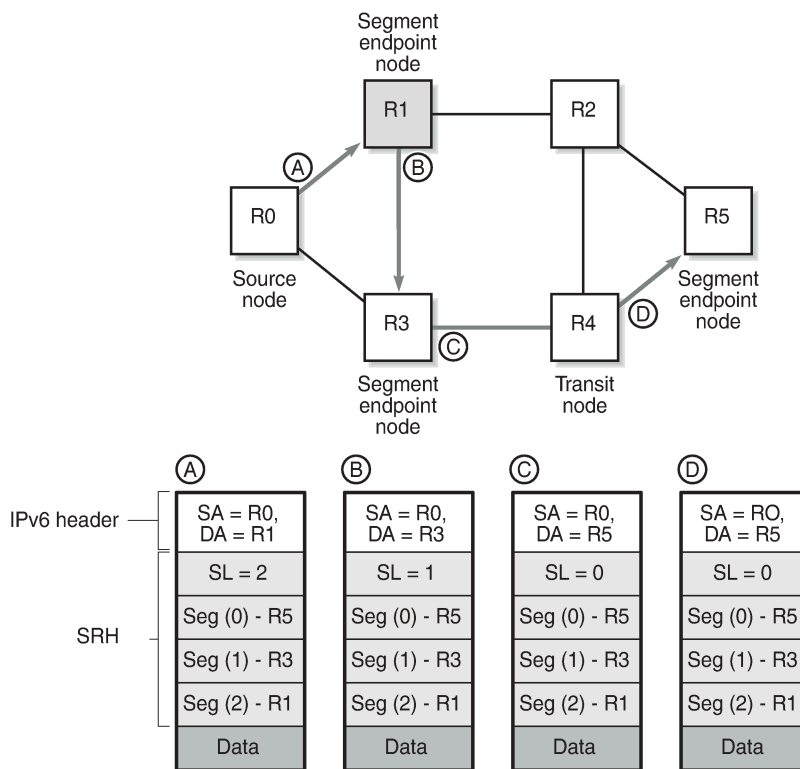 Segment
endpoint
node
R1
R2
A
B
R0
R5
Source
node
Segment
endpoint
node
R3
R4
C
D
Segment
endpoint
node
Transit
node
A
B
C
D
IPv6 header
SA = R0,
DA = R1
SA = R0,
DA = R3
SA = R0,
DA = R5
SA = RO,
DA = R5
SRH
SL = 2
SL = 1
SL = 0
SL = 0
Seg (0) - R5
Seg (0) - R5
Seg (0) - R5
Seg (0) - R5
Seg (1) - R3
Seg (1) - R3
Seg (1) - R3
Seg (1) - R3
Seg (2) - R1
Seg (2) - R1
Seg (2) - R1
Seg (2) - R1
Data
Data
Data
Data